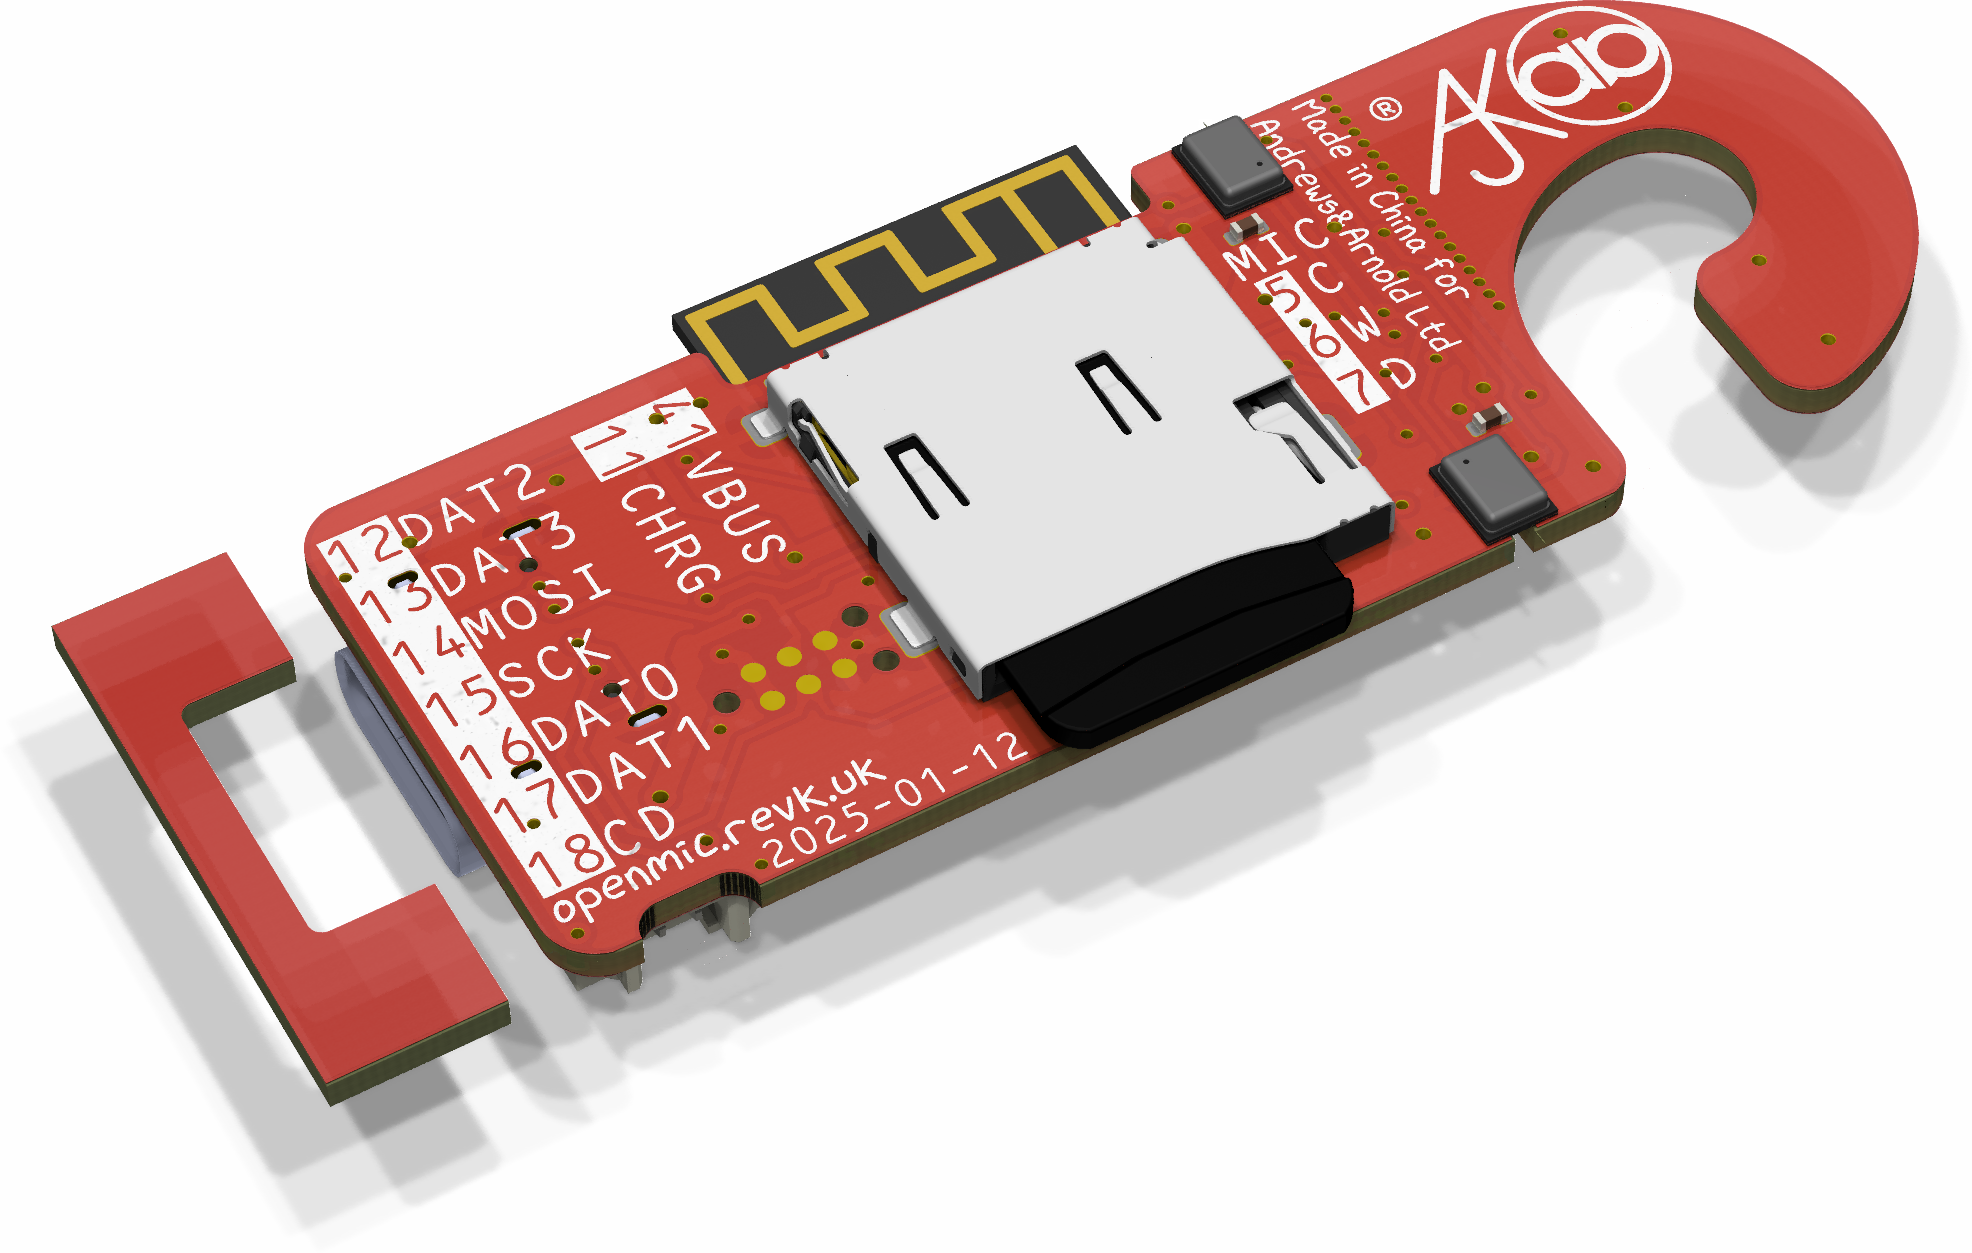 AJK
®
Made in China for
Andrews&Arnold Ltd
MIC
5C
6W
7D
41VBUS
11CHRG
12DAT2
13DAT3
14MOSI
15SCK
16DAT0
17DAT1
18CD
openmic.revk.uk
2025-01-12